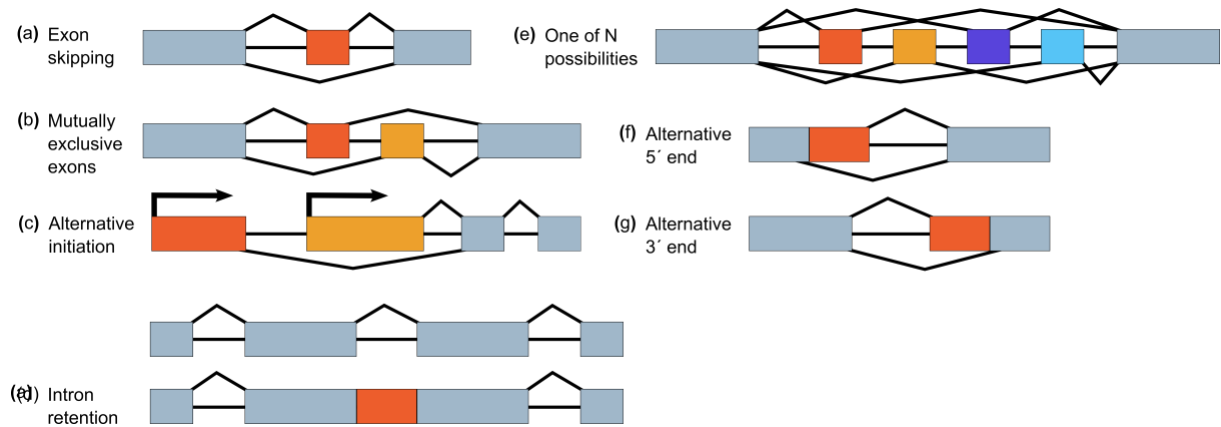 (a) Exon
skipping
(b) Mutually
exclusive
exons
(c) Alternative
initiation
Intron
retention
(e) One of N
possibilities
(f) Alternative
5´ end
(g) Alternative
3´ end